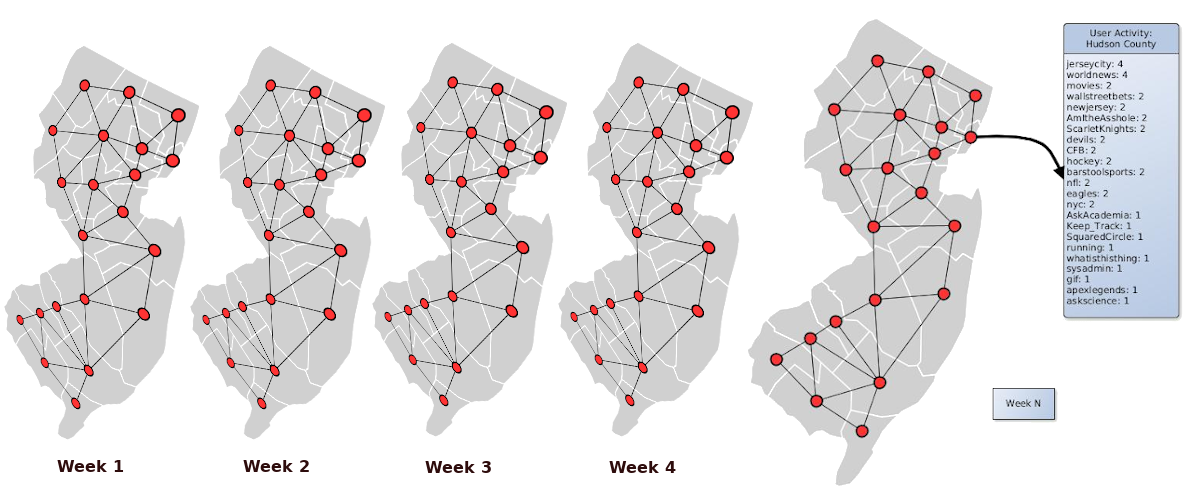 User Activity:
Hudson County
jerseycity: 4
worldnews: 4
movies: 2
wallstreetbets: 2
newjersey: 2
AmItheAsshole: 2
ScarletKnights: 2
devils: 2
CFB: 2
hockey: 2
barstoolsports: 2
nfl: 2
eagles: 2
nyc: 2
AskAcademia: 1
Keep_Track: 1
SquaredCircle: 1
running: 1
whatisthisthing: 1
sysadmin: 1
gif: 1
apexlegends: 1
askscience: 1
Week N
Week 1
Week 2
Week 3
Week 4